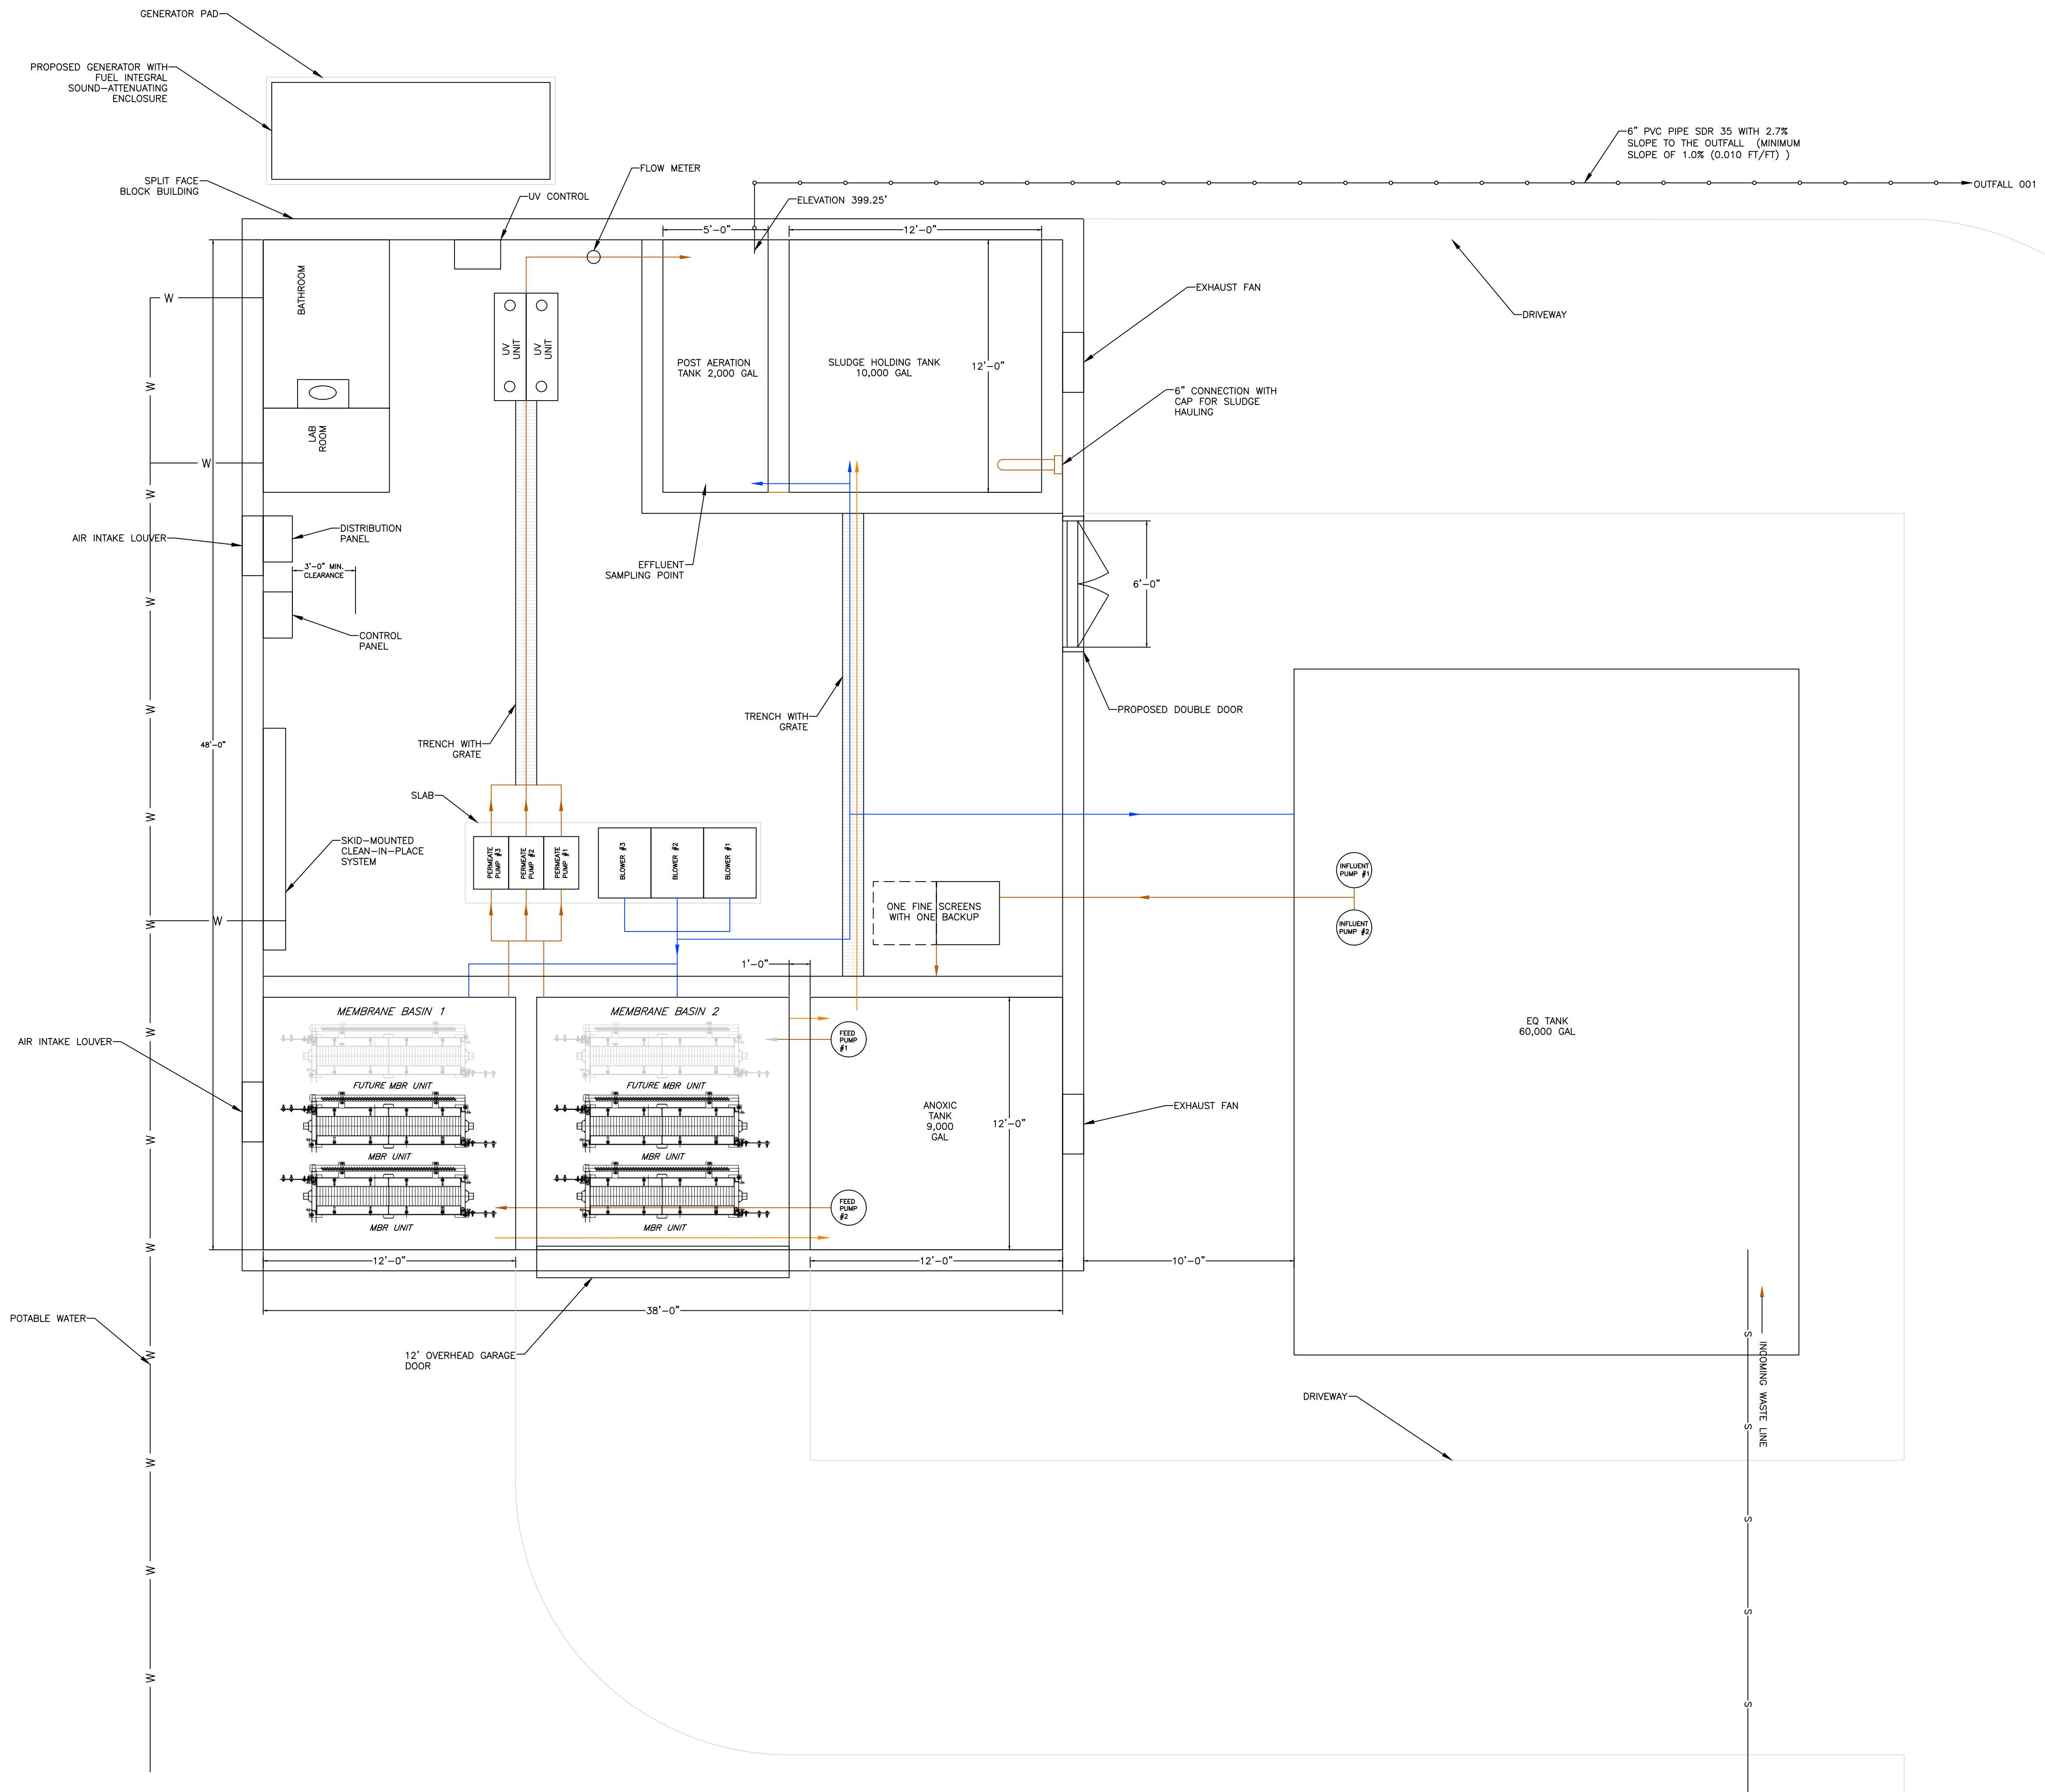 GENERATOR PAD
PROPOSED GENERATOR WITH
FUEL INTEGRAL
SOUND-ATTENUATING
ENCLOSURE
SPLIT FACE
BLOCK BUILDING
UV CONTROL
FLOW METER
ELEVATION 399.25'
6" PVC PIPE SDR 35 WITH 2.7%
SLOPE TO THE OUTFALL (MINIMUM
SLOPE OF 1.0% (0.010 FT/FT) )
OUTFALL 001
5'-0"
12'-0"
BATHROOM
W
UV
UNIT
UV
UNIT
POST AERATION
TANK 2,000 GAL
SLUDGE HOLDING TANK
10,000 GAL
12'-0"
EXHAUST FAN
DRIVEWAY
6" CONNECTION WITH
CAP FOR SLUDGE
HAULING
LAB
ROOM
W
W
W
AIR INTAKE LOUVER
DISTRIBUTION
PANEL
3'-0" MIN.
CLEARANCE
CONTROL
PANEL
EFFLUENT
SAMPLING POINT
6'-0"
W
W
48'-0"
TRENCH WITH
GRATE
TRENCH WITH
GRATE
PROPOSED DOUBLE DOOR
SLAB
W
SKID-MOUNTED
CLEAN-IN-PLACE
SYSTEM
PERMEATE
PUMP #3
PERMEATE
PUMP #2
PERMEATE
PUMP #1
BLOWER #3
BLOWER #2
BLOWER #1
ONE FINE SCREENS
WITH ONE BACKUP
INFLUENT
PUMP #1
INFLUENT
PUMP #2
W
W
1'-0"
MEMBRANE BASIN 1
MEMBRANE BASIN 2
FEED
PUMP
#1
EQ TANK
60,000 GAL
W
AIR INTAKE LOUVER
FUTURE MBR UNIT
FUTURE MBR UNIT
ANOXIC
TANK
9,000
GAL
12'-0"
EXHAUST FAN
W
MBR UNIT
MBR UNIT
FEED
PUMP
#2
MBR UNIT
MBR UNIT
W
12'-0"
12'-0"
10'-0"
38'-0"
POTABLE WATER
W
12' OVERHEAD GARAGE
DOOR
S
INCOMING WASTE LINE
DRIVEWAY
S
W
S
W
S
W
S